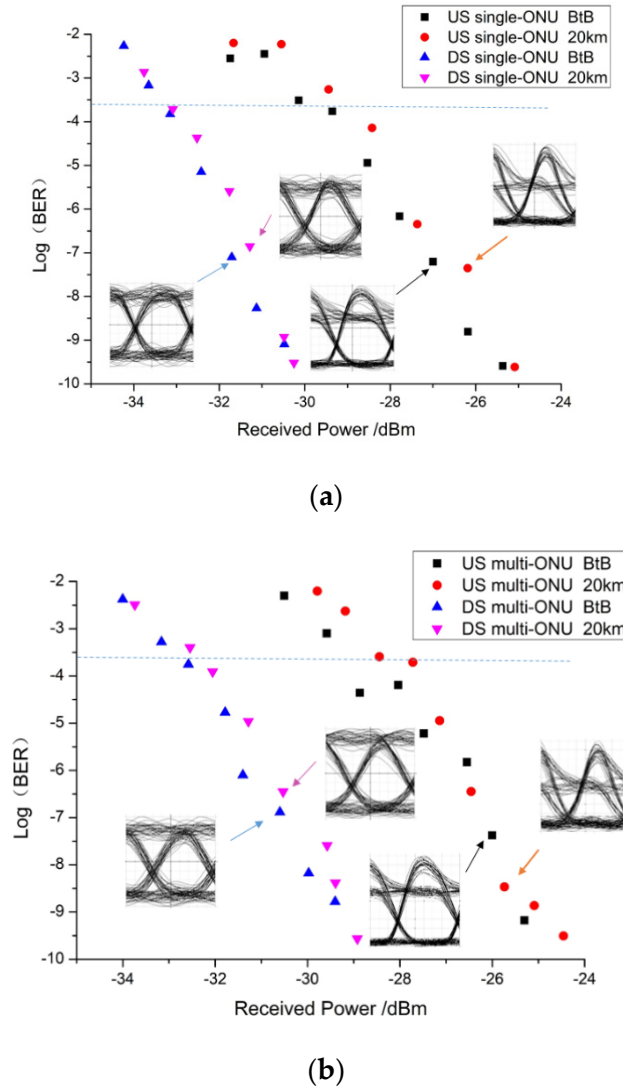 US single-ONU BtB
US single-ONU 20km
DS single-ONU BtB
DS single-ONU 20km
-2
-3
-4
-5
-6
-7
-8
-9
-10
Log（BER）
-34 -32 -30 -28 -26 -24
Received Power /dBm
(a)
US multi-ONU BtB
US multi-ONU 20km
DS multi-ONU BtB
DS multi-ONU 20km
-2
-3
-4
-5
-6
-7
-8
-9
-10
Log（BER）
-34 -32 -30 -28 -26 -24
Received Power /dBm
(b)